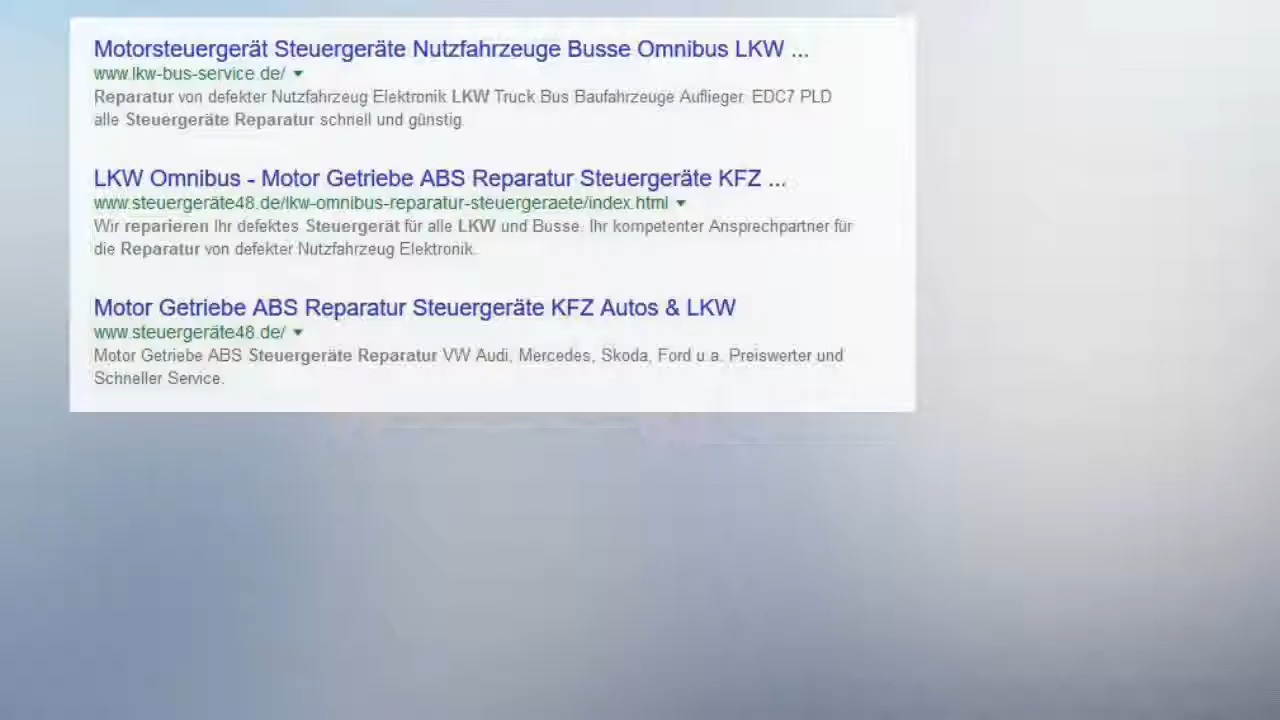 Motorsteuergerät Steuergeräte Nutzfahrzeuge Busse Omnibus LKW ...
www.lkw-bus-service.de/
Reparatur von defekter Nutzfahrzeug Elektronik LKW Truck Bus Baufahrzeuge Auflieger. EDC7 PLD
alle Steuergeräte Reparatur schnell und günstig.
LKW Omnibus - Motor Getriebe ABS Reparatur Steuergeräte KFZ ...
www.steuergeräte48.de/lkw-omnibus-reparatur-steuergeraete/index.html
Wir reparieren Ihr defektes Steuergerät für alle LKW und Busse. Ihr kompetenter Ansprechpartner für
die Reparatur von defekter Nutzfahrzeug Elektronik.
Motor Getriebe ABS Reparatur Steuergeräte KFZ Autos & LKW
www.steuergeräte48.de/
Motor Getriebe ABS Steuergeräte Reparatur VW Audi, Mercedes, Skoda, Ford u.a. Preiswerter und
Schneller Service.